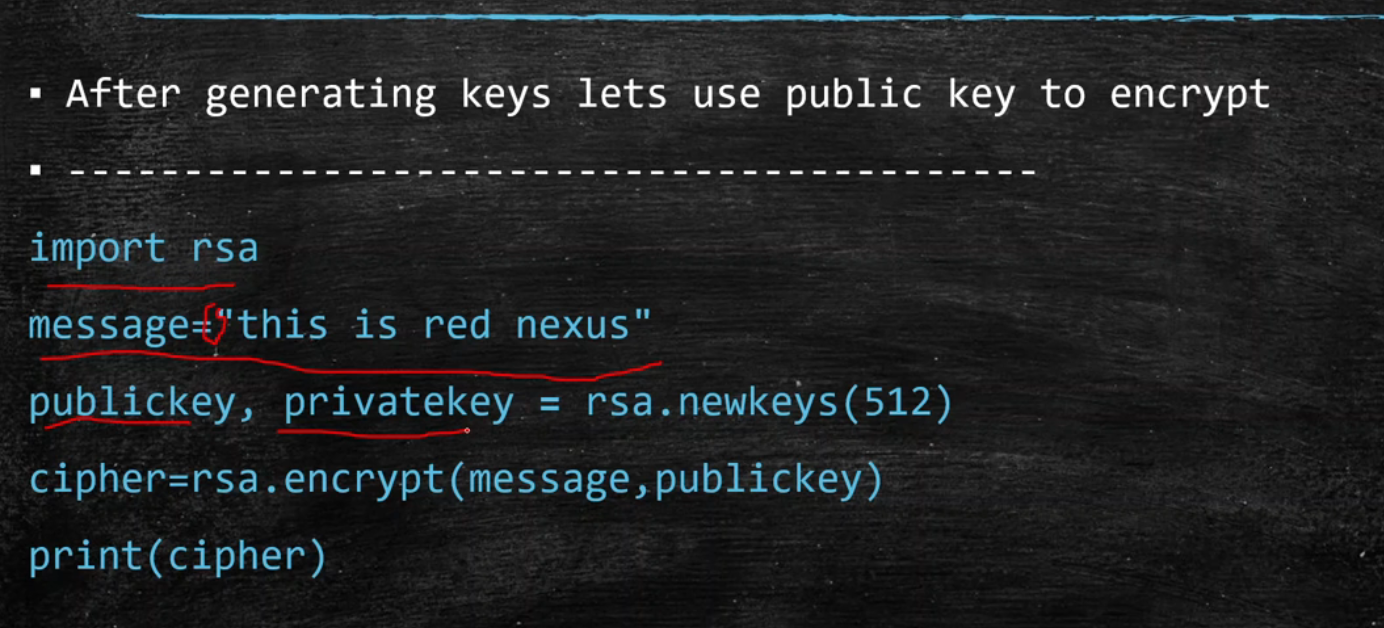 ▪ After generating keys lets use public key to encrypt
▪ ------------------------------------------
import rsa
message="this is red nexus"
publickey, privatekey = rsa.newkeys(512)
cipher=rsa.encrypt(message,publickey)
print(cipher)